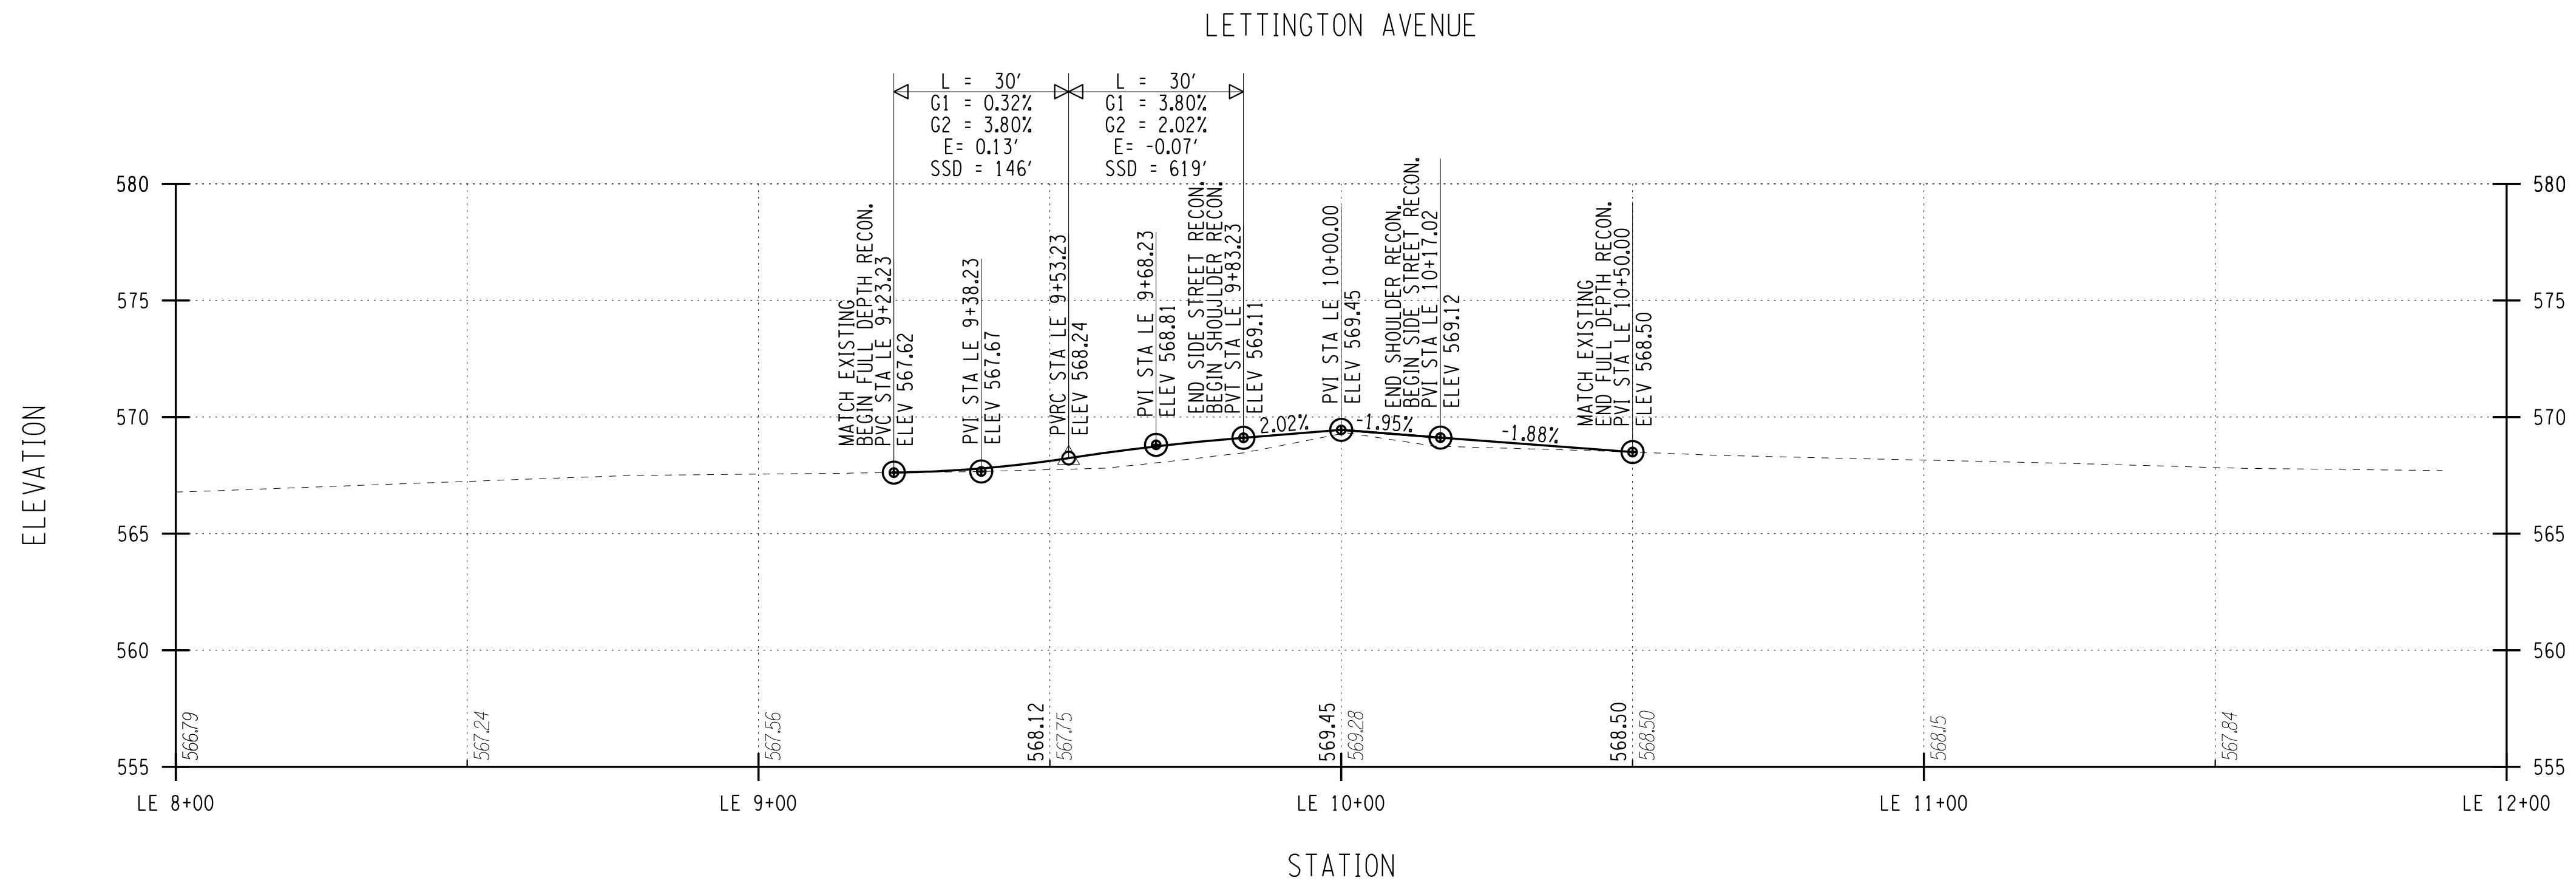 LETTINGTON AVENUE
L = 30'
G1 = 0.32%
G2 = 3.80%
E= 0.13'
SSD = 146'
L = 30'
G1 = 3.80%
G2 = 2.02%
E= -0.07'
SSD = 619'
MATCH EXISTING
BEGIN FULL DEPTH RECON.
PVC STA LE 9+23.23
ELEV 567.62
PVI STA LE 9+38.23
ELEV 567.67
PVRC STA LE 9+53.23
ELEV 568.24
PVI STA LE 9+68.23
ELEV 568.81
END SIDE STREET RECON.
BEGIN SHOULDER RECON.
PVT STA LE 9+83.23
ELEV 569.11
PVI STA LE 10+00.00
ELEV 569.45
END SHOULDER RECON.
BEGIN SIDE STREET RECON.
PVI STA LE 10+17.02
ELEV 569.12
MATCH EXISTING
END FULL DEPTH RECON.
PVI STA LE 10+50.00
ELEV 568.50
2.02%
-1.95%
-1.88%
ELEVATION
580
575
570
565
560
555
580
575
570
565
560
555
566.79
567.24
567.56
568.12
567.75
569.45
569.28
568.50
568.50
568.15
567.84
LE 8+00
LE 9+00
LE 10+00
LE 11+00
LE 12+00
STATION